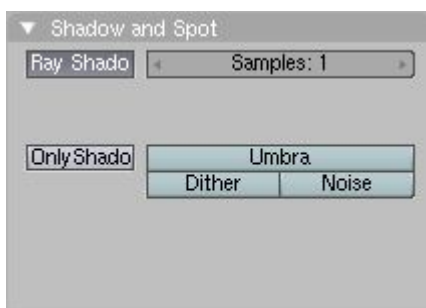 Shadow and Spot
Ray Shado Samples: 1
OnlyShado Umbra
Dither Noise